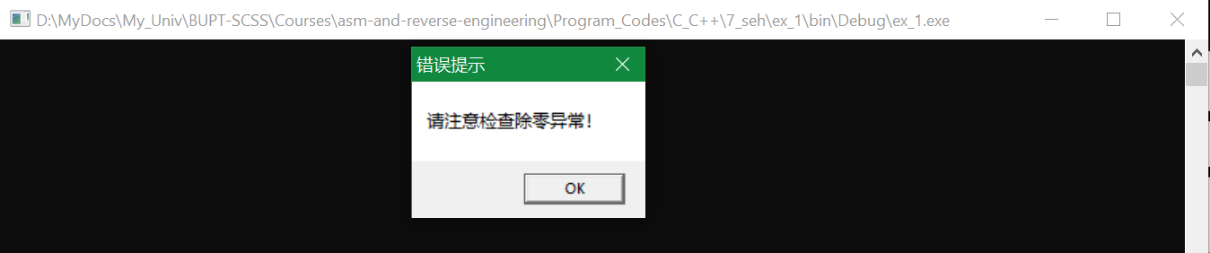 D:\MyDocs\My_Univ\BUPT-SCSS\Courses\asm-and-reverse-engineering\Program_Codes\C_C++\7_seh\ex_1\bin\Debug\ex_1.exe
错误提示
请注意检查除零异常!
OK